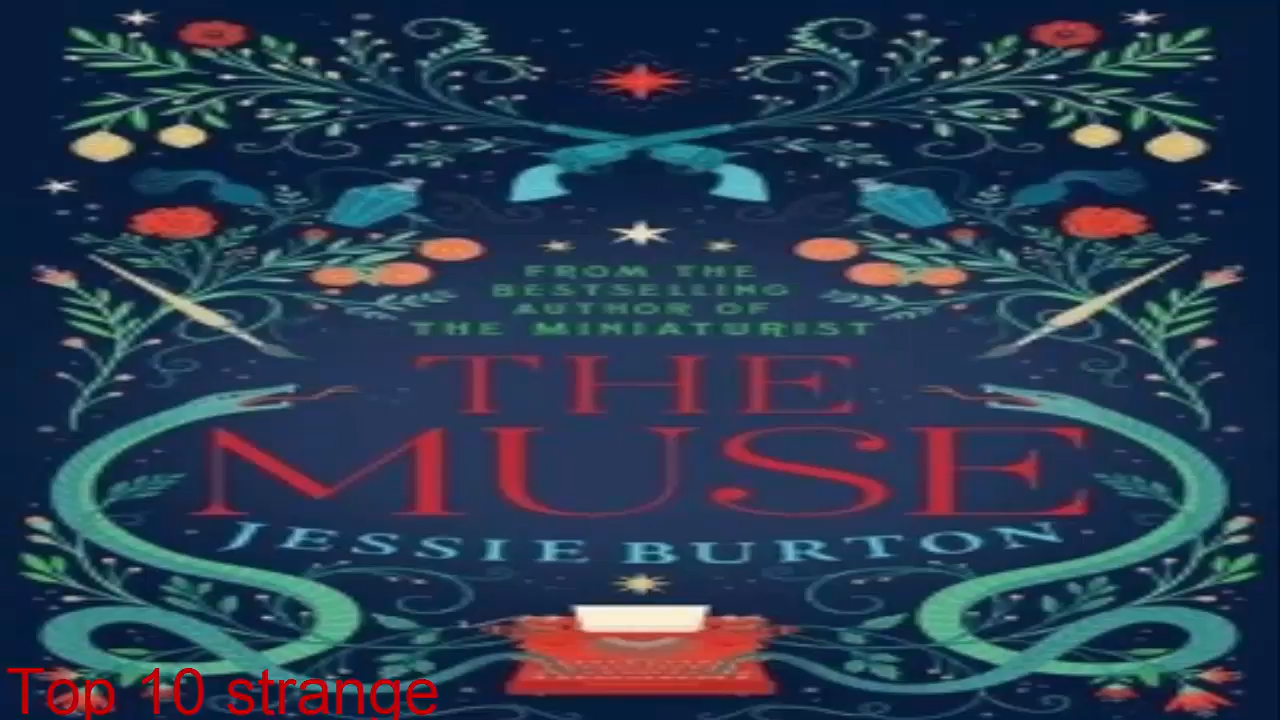 FROM THE
BESTSELLING
AUTHOR OF
THE MINIATURIST
THE
MUSE
JESSIE BURTON
Top 10 strange